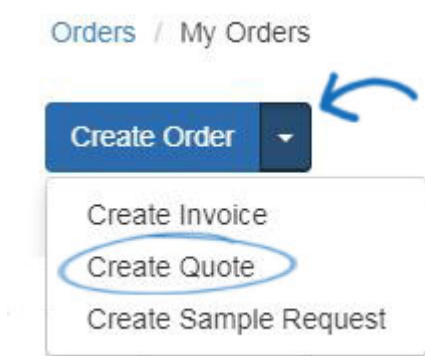 Orders / My Orders
Create Order
Create Invoice
Create Quote
Create Sample Request